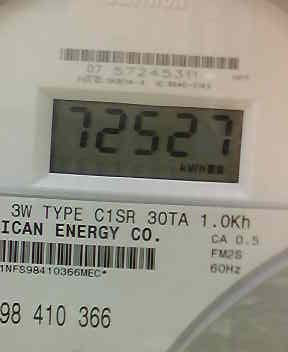 07 57245311
72527
kWh
3W TYPE C1SR 30TA 1.0Kh
ICAN ENERGY CO.
CA 0.5
FM2S
60Hz
1NFS98410366MEC*
98 410 366